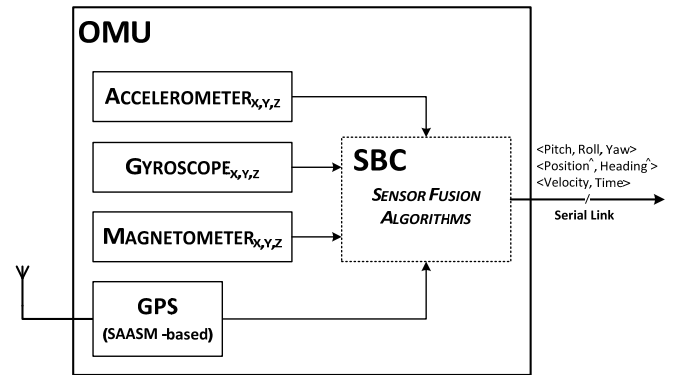 OMU
ACCELEROMETERX,Y,Z
GYROSCOPEX,Y,Z
MAGNETOMETERX,Y,Z
GPS
(SAASM -based)
SBC
SENSOR FUSION
ALGORITHMS
<Pitch, Roll, Yaw>
<Position^, Heading^>
<Velocity, Time>
Serial Link